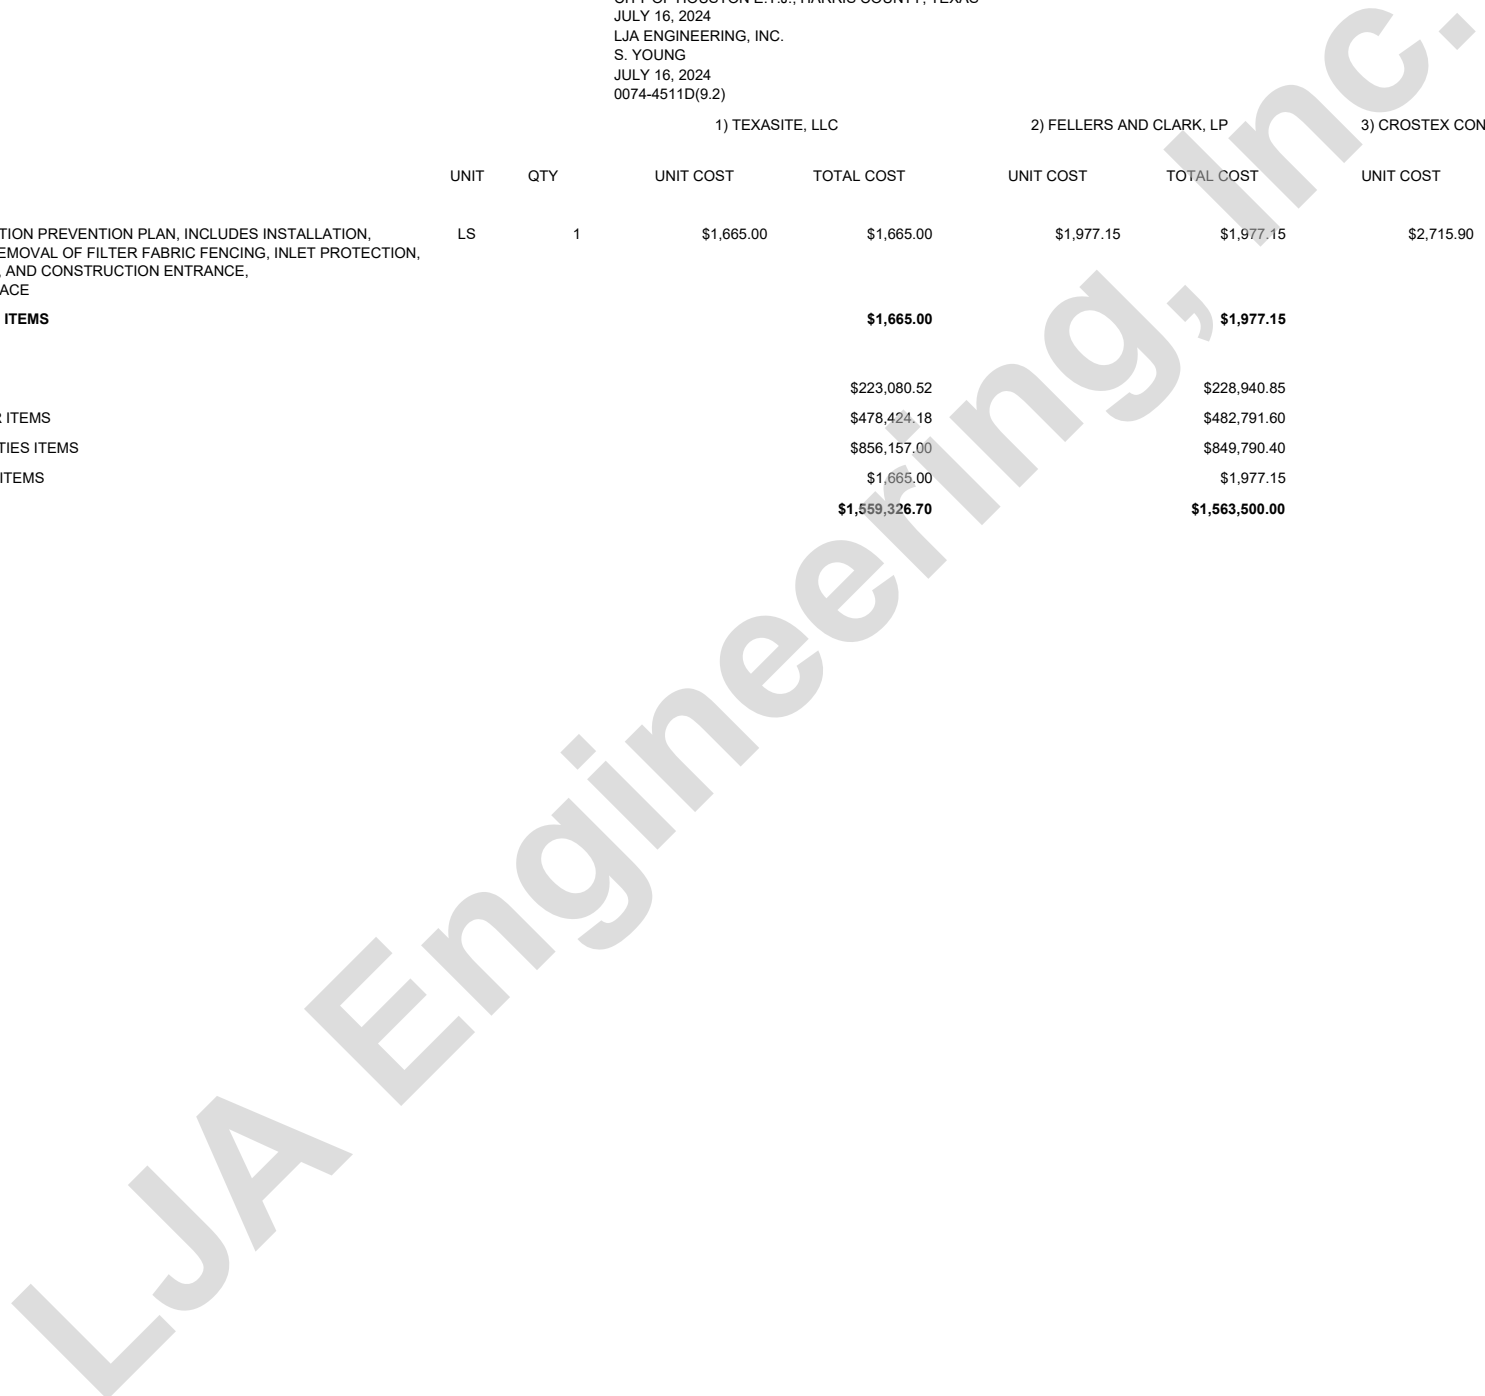 CITY OF HOUSTON E.T.J., HARRIS COUNTY, TEXAS
JULY 16, 2024
LJA ENGINEERING, INC.
S. YOUNG
JULY 16, 2024
0074-4511D(9.2)
1) TEXASITE, LLC 2) FELLERS AND CLARK, LP 3) CROSTEX CON
UNIT QTY UNIT COST TOTAL COST UNIT COST TOTAL COST UNIT COST
TION PREVENTION PLAN, INCLUDES INSTALLATION, LS 1 $1,665.00 $1,665.00 $1,977.15 $1,977.15 $2,715.90
EMOVAL OF FILTER FABRIC FENCING, INLET PROTECTION,
, AND CONSTRUCTION ENTRANCE,
ACE
ITEMS $1,665.00 $1,977.15
$223,080.52 $228,940.85
R ITEMS $478,424.18 $482,791.60
TIES ITEMS $856,157.00 $849,790.40
ITEMS $1,665.00 $1,977.15
$1,559,326.70 $1,563,500.00
LJA Engineering, Inc.